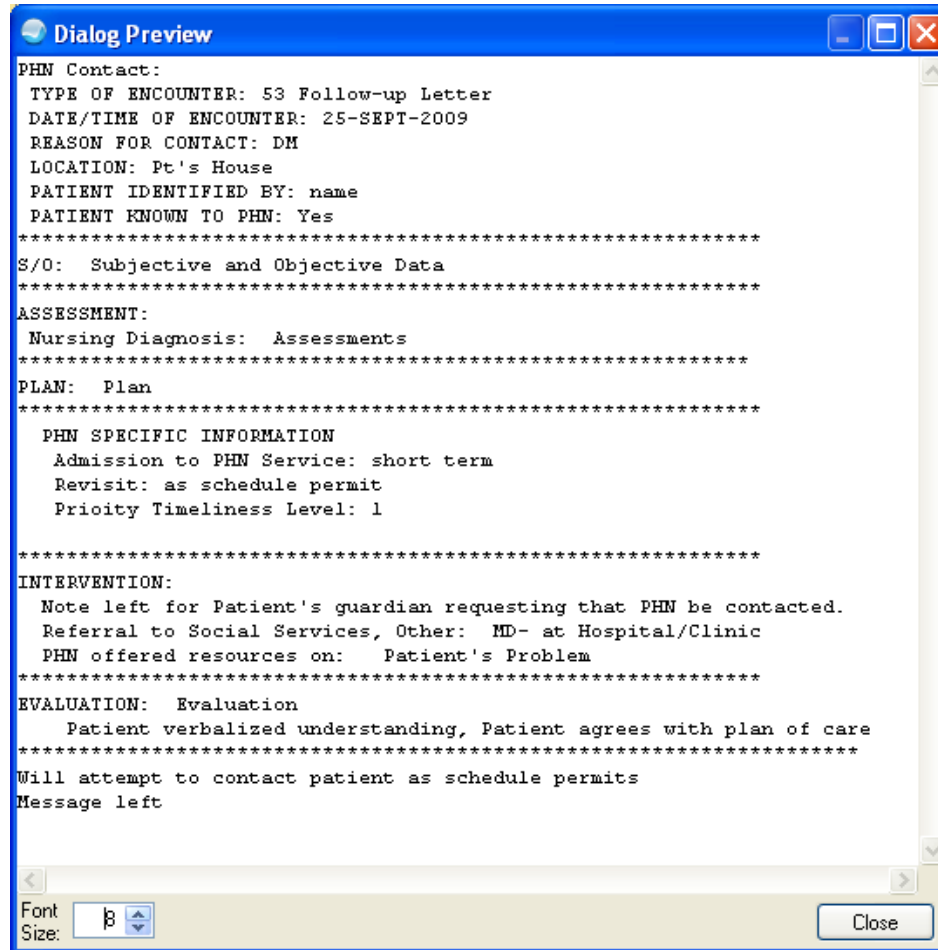 Dialog Preview
PHN Contact:
TYPE OF ENCOUNTER: 53 Follow-up Letter
DATE/TIME OF ENCOUNTER: 25-SEPT-2009
REASON FOR CONTACT: DM
LOCATION: Pt's House
PATIENT IDENTIFIED BY: name
PATIENT KNOWN TO PHN: Yes
*************************************************************
S/O: Subjective and Objective Data
*************************************************************
ASSESSMENT:
Nursing Diagnosis: Assessments
************************************************************
PLAN: Plan
*************************************************************
PHN SPECIFIC INFORMATION
Admission to PHN Service: short term
Revisit: as schedule permit
Prioity Timeliness Level: 1
*************************************************************
INTERVENTION:
Note left for Patient's guardian requesting that PHN be contacted.
Referral to Social Services, Other: MD- at Hospital/Clinic
PHN offered resources on: Patient's Problem
*************************************************************
EVALUATION: Evaluation
Patient verbalized understanding, Patient agrees with plan of care
*********************************************************************
Will attempt to contact patient as schedule permits
Message left
Font Size: 8
Close